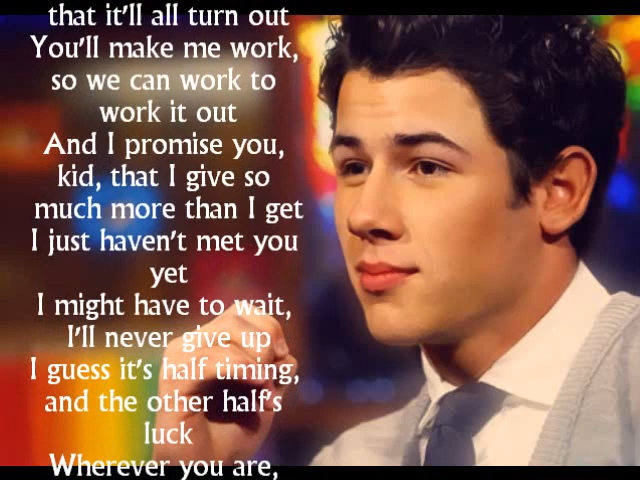 that it'll all turn out
You'll make me work,
so we can work to
work it out
And I promise you,
kid, that I give so
much more than I get
I just haven't met you
yet
I might have to wait,
I'll never give up
I guess it's half timing,
and the other half's
luck
Wherever you are,